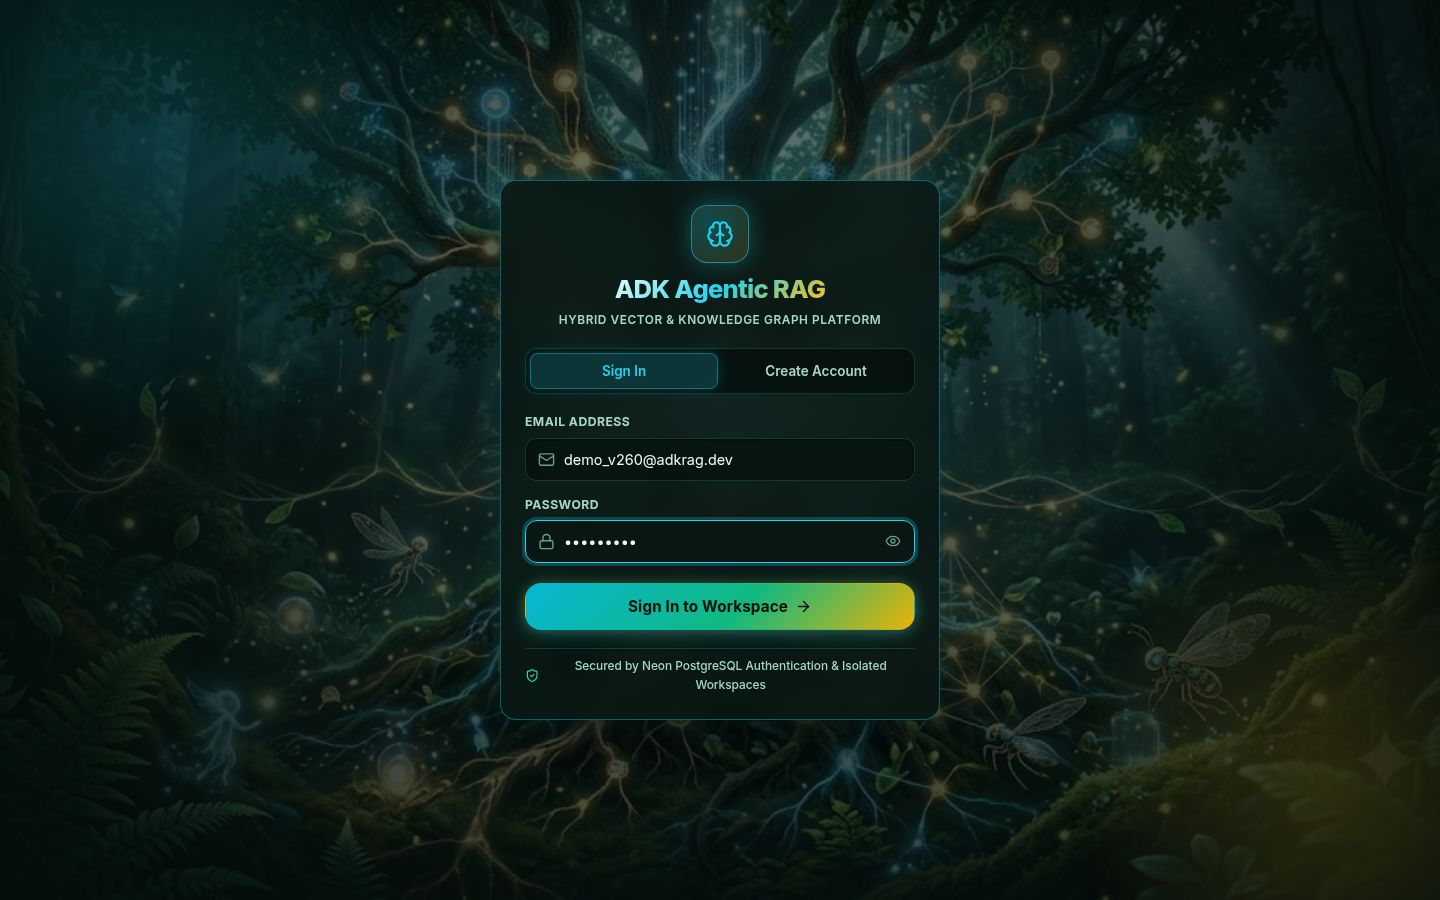 ADK Agentic RAG
HYBRID VECTOR & KNOWLEDGE GRAPH PLATFORM
Sign In
Create Account
EMAIL ADDRESS
demo_v260@adkrag.dev
PASSWORD
•••••••••
Sign In to Workspace →
Secured by Neon PostgreSQL Authentication & Isolated
Workspaces